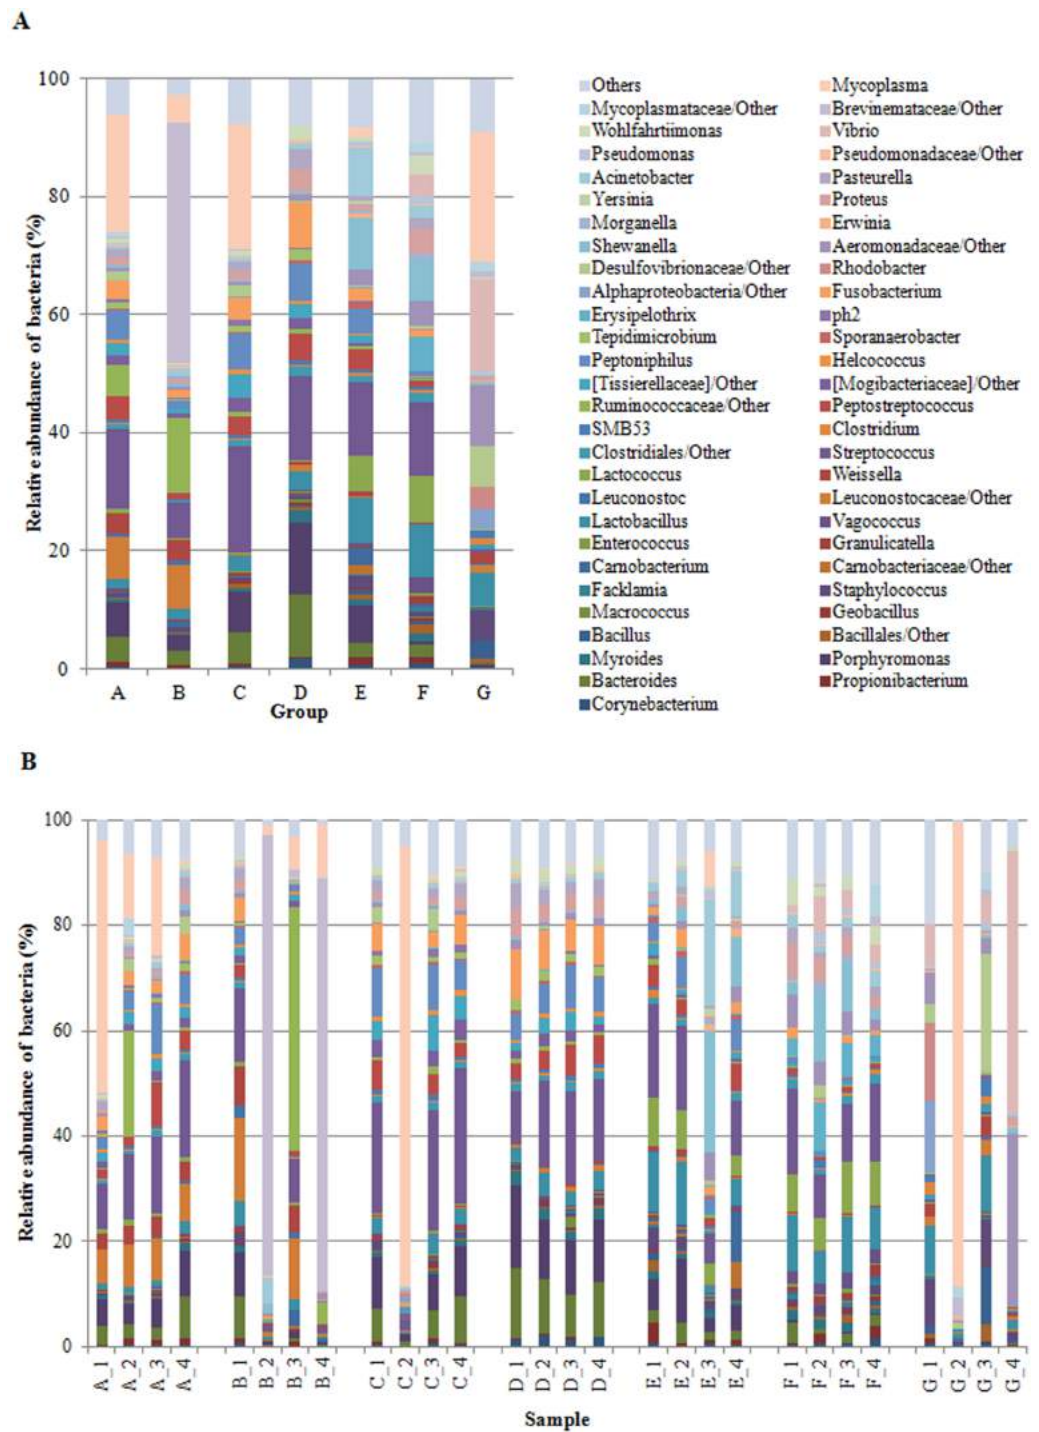 A
100
80
60
40
20
0
Relative abundance of bacteria (%)
A B C D E F G
Group
Others Mycoplasma
Mycoplasmataceae/Other Brevinemataceae/Other
Wohlfahrtiimonas Vibrio
Pseudomonas Pseudomonadaceae/Other
Acinetobacter Pasteurella
Yersinia Proteus
Morganella Erwinia
Shewanella Aeromonadaceae/Other
Desulfovibrionaceae/Other Rhodobacter
Alphaproteobacteria/Other Fusobacterium
Erysipelothrix ph2
Tepidimicrobium Sporanaerobacter
Peptoniphilus Helcococcus
[Tissierellaceae]/Other [Mogibacteriaceae]/Other
Ruminococcaceae/Other Peptostreptococcus
SMB53 Clostridium
Clostridiales/Other Streptococcus
Lactococcus Weissella
Leuconostoc Leuconostocaceae/Other
Lactobacillus Vagococcus
Enterococcus Granulicatella
Carnobacterium Carnobacteriaceae/Other
Facklamia Staphylococcus
Macrococcus Geobacillus
Bacillus Bacillales/Other
Myroides Porphyromonas
Bacteroides Propionibacterium
Corynebacterium
B
100
80
60
40
20
0
Relative abundance of bacteria (%)
A_1 A_2 A_3 A_4 B_1 B_2 B_3 B_4 C_1 C_2 C_3 C_4 D_1 D_2 D_3 D_4 E_1 E_2 E_3 E_4 F_1 F_2 F_3 F_4 G_1 G_2 G_3 G_4
Sample